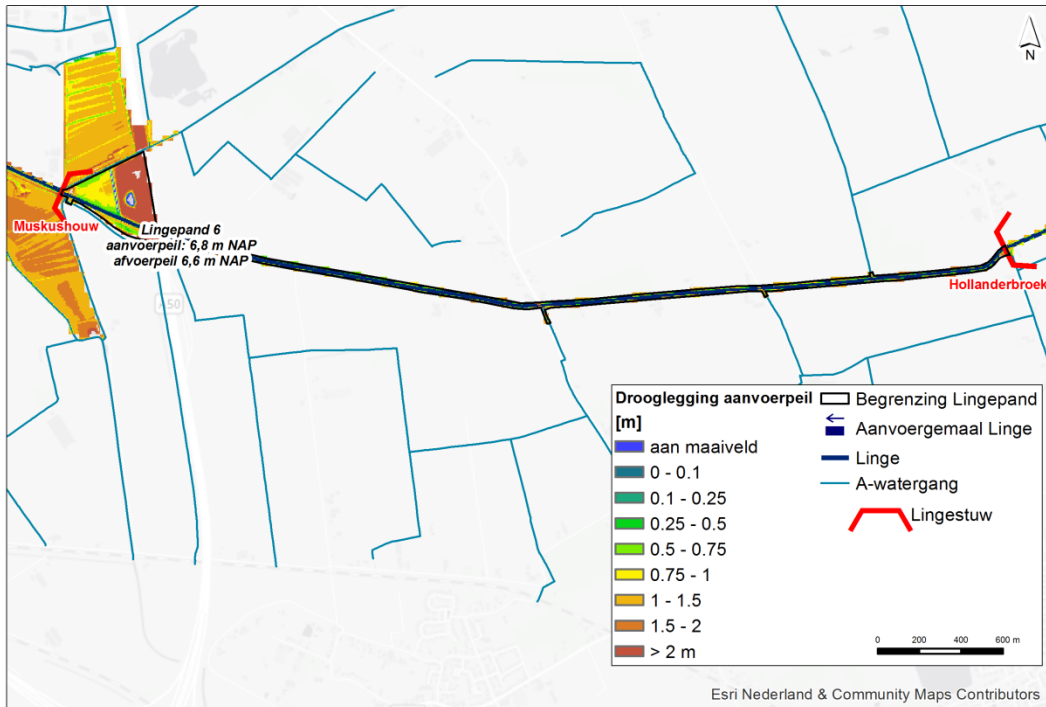 N
Muskushouw
Lingepand 6
aanvoerpeil: 6,8 m NAP
afvoerpeil 6,6 m NAP
A50
Hollanderbroek
Drooglegging aanvoerpeil
[m]
aan maaiveld
0 - 0.1
0.1 - 0.25
0.25 - 0.5
0.5 - 0.75
0.75 - 1
1 - 1.5
1.5 - 2
> 2 m
Begrenzing Lingepand
Aanvoergemaal Linge
Linge
A-watergang
Lingestuw
0 200 400 600 m
Esri Nederland & Community Maps Contributors